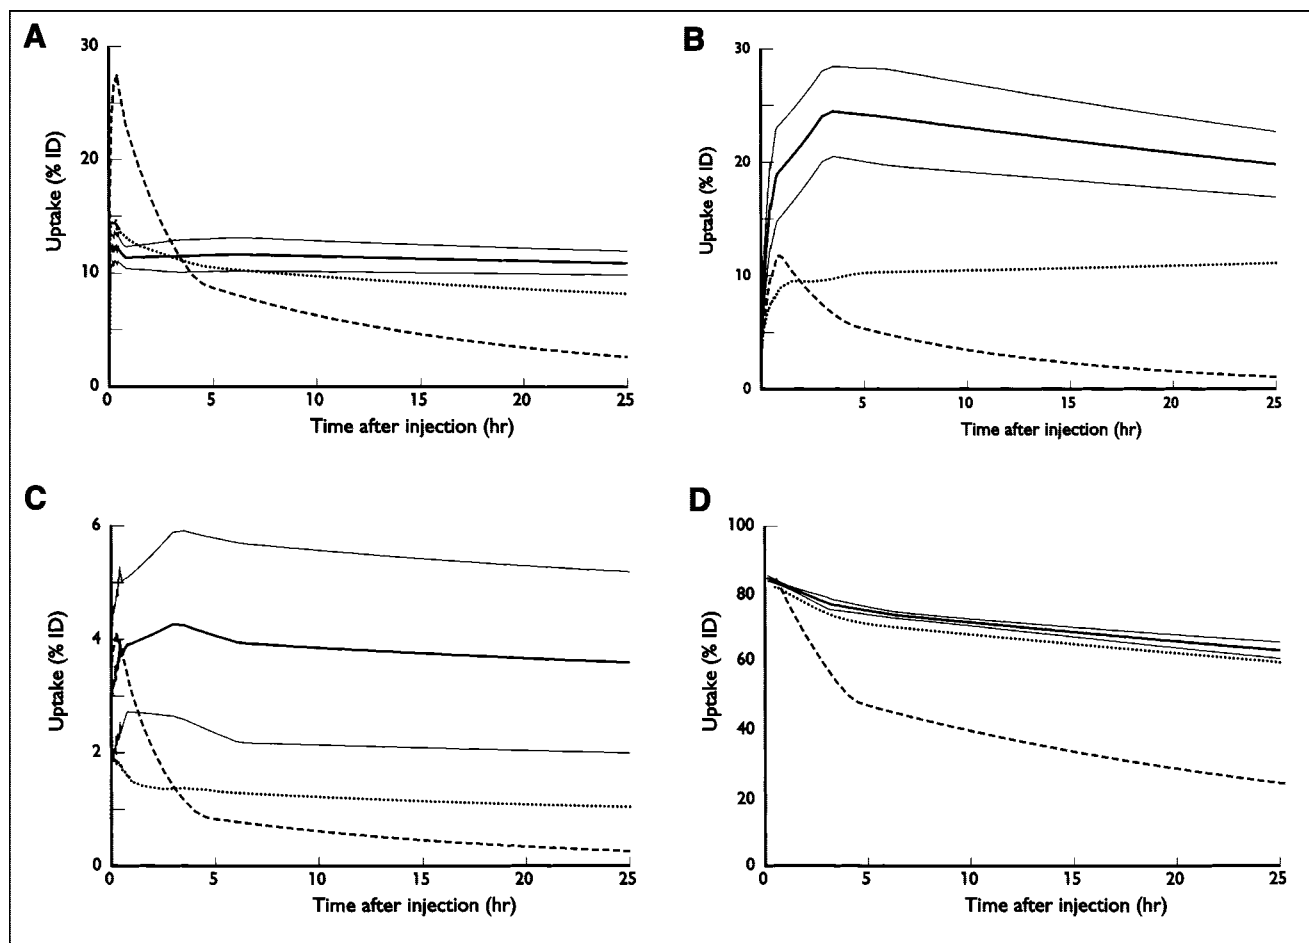 A
30
20
10
0
Uptake (% ID)
0 5 10 15 20 25
Time after injection (hr)
B
30
20
10
0
Uptake (% ID)
5 10 15 20 25
Time after injection (hr)
C
6
4
2
0
Uptake (% ID)
0 5 10 15 20 25
Time after injection (hr)
D
100
80
60
40
20
0
Uptake (% ID)
0 5 10 15 20 25
Time after injection (hr)